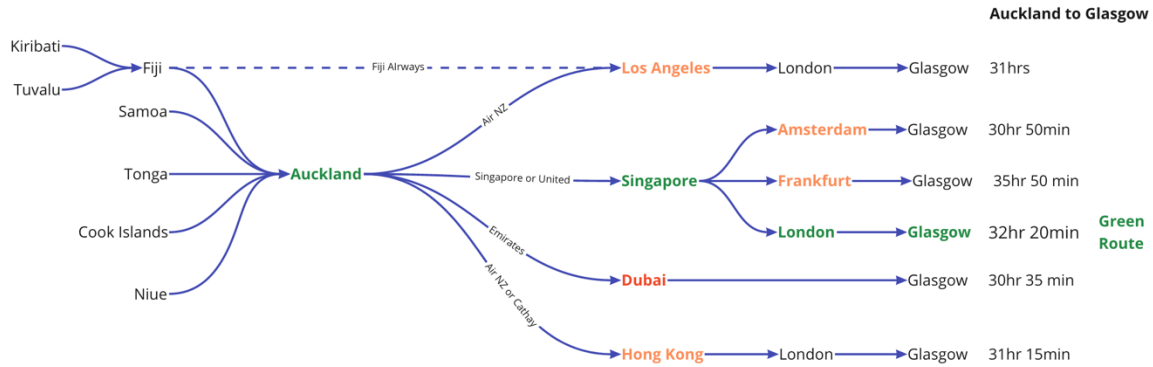 Auckland to Glasgow
Kiribati
Tuvalu
Fiji
Samoa
Tonga
Cook Islands
Niue
Auckland
Fiji AIrways
Air NZ
Singapore or United
Emirates
Air NZ or Cathay
Los Angeles London Glasgow 31hrs
Singapore
Amsterdam Glasgow 30hr 50min
Frankfurt Glasgow 35hr 50 min
London Glasgow 32hr 20min
Green
Route
Dubai Glasgow 30hr 35 min
Hong Kong London Glasgow 31hr 15min